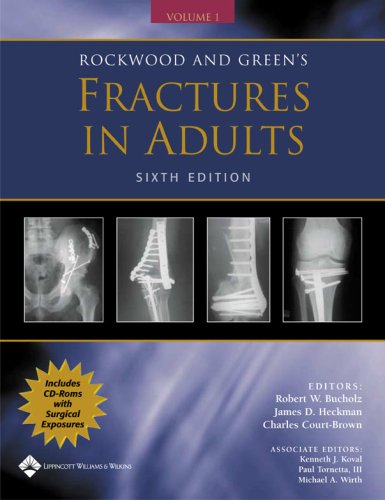 VOLUME 1
ROCKWOOD AND GREEN'S
FRACTURES
IN ADULTS
SIXTH EDITION
Includes
CD-Roms
with
Surgical
Exposures
EDITORS:
Robert W. Bucholz
James D. Heckman
Charles Court-Brown
ASSOCIATE EDITORS:
Kenneth J. Koval
Paul Tornetta, III
Michael A. Wirth
LIPPINCOTT WILLIAMS & WILKINS